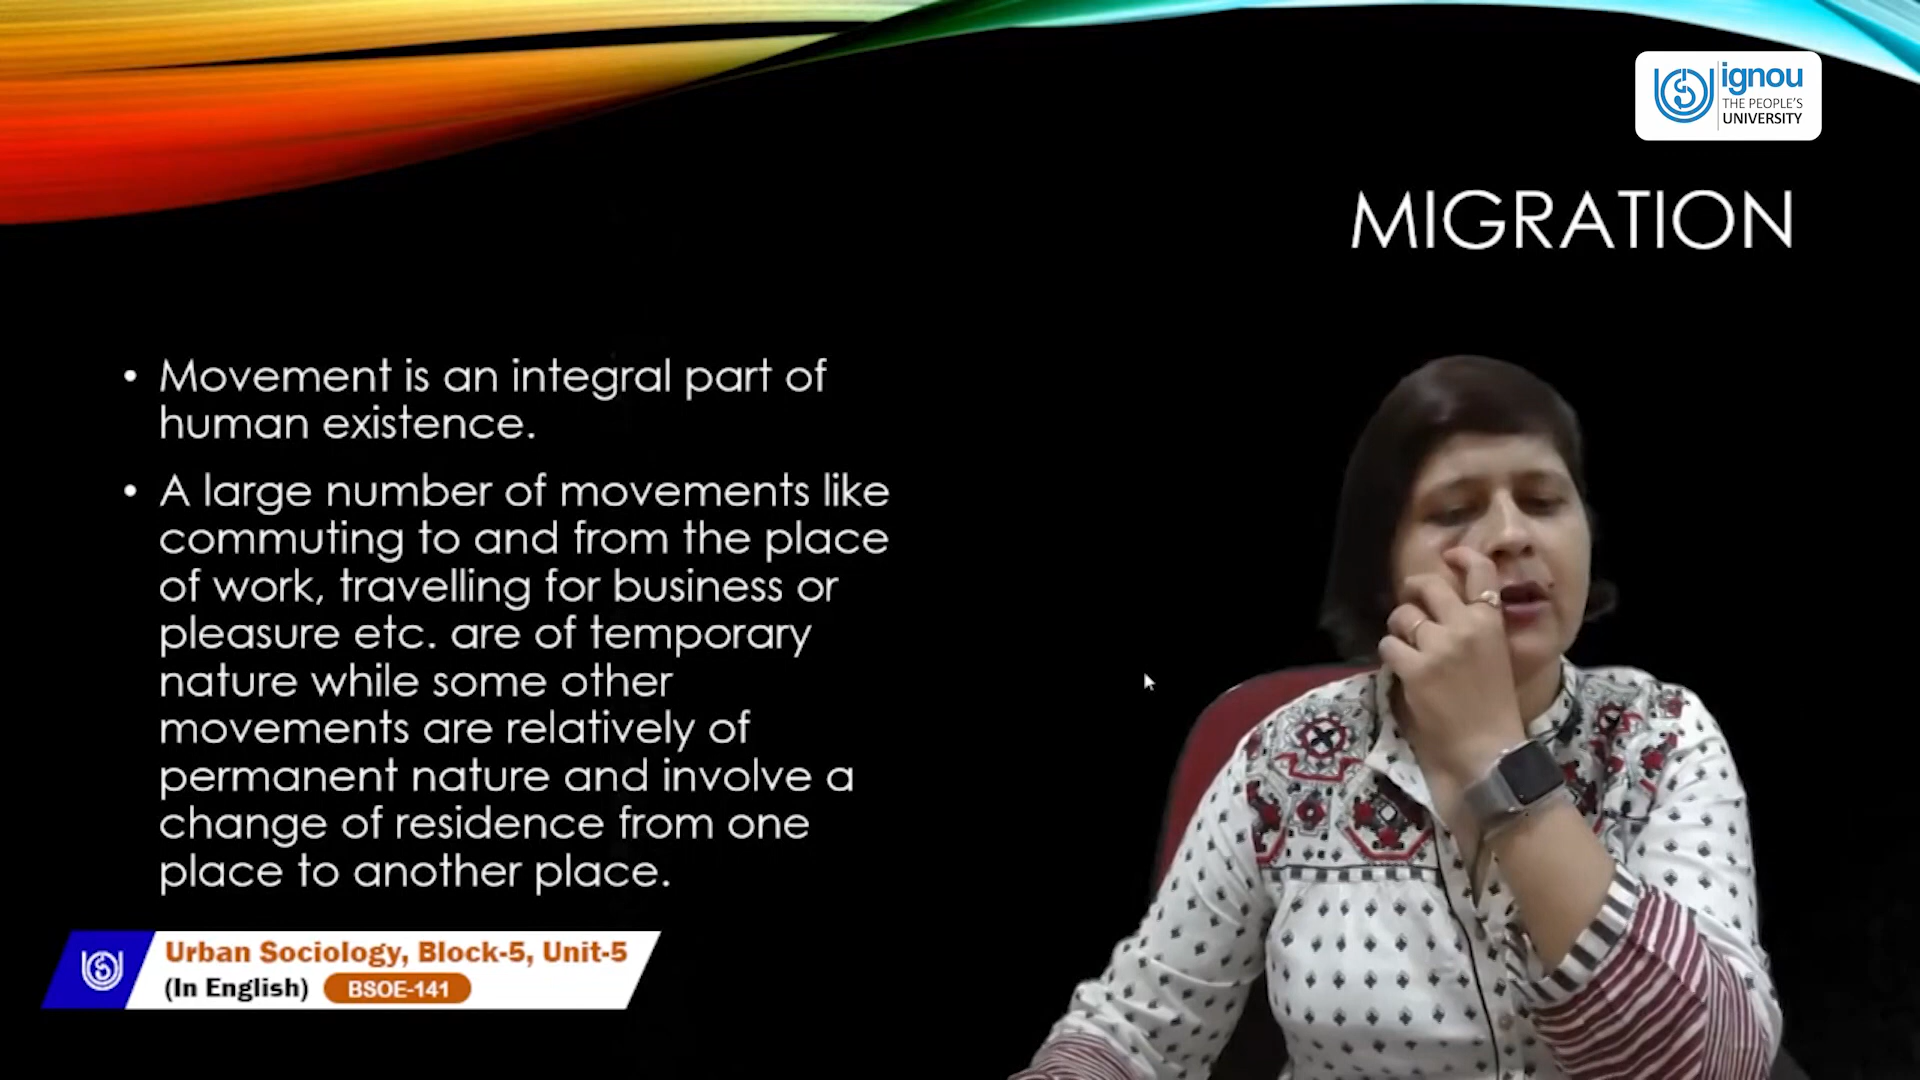 ignou
THE PEOPLE'S
UNIVERSITY
MIGRATION
• Movement is an integral part of
human existence.
• A large number of movements like
commuting to and from the place
of work, travelling for business or
pleasure etc. are of temporary
nature while some other
movements are relatively of
permanent nature and involve a
change of residence from one
place to another place.
Urban Sociology, Block-5, Unit-5
(In English) BSOE-141